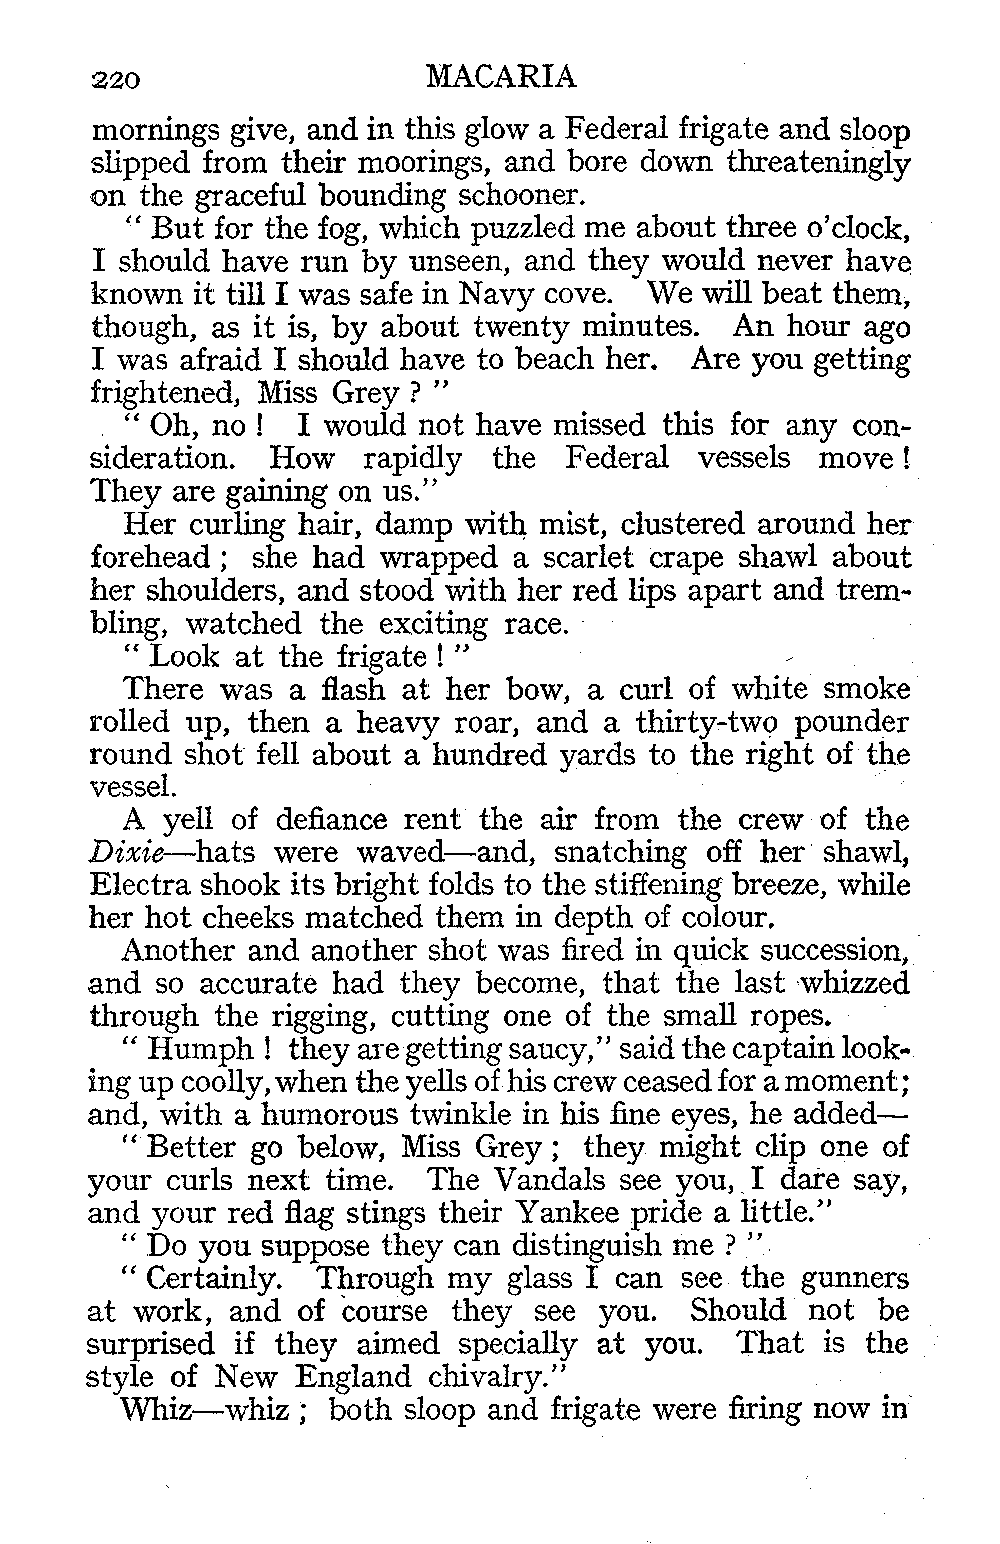 220 MACARIA
mornings give, and in this glow a Federal frigate and sloop
slipped from their moorings, and bore down threateningly
on the graceful bounding schooner.
“ But for the fog, which puzzled me about three o’clock,
I should have run by unseen, and they would never have
known it till I was safe in Navy cove. We will beat them,
though, as it is, by about twenty minutes. An hour ago
I was afraid I should have to beach her. Are you getting
frightened, Miss Grey ? ”
“ Oh, no ! I would not have missed this for any con-
sideration. How rapidly the Federal vessels move !
They are gaining on us.”
Her curling hair, damp with mist, clustered around her
forehead ; she had wrapped a scarlet crape shawl about
her shoulders, and stood with her red lips apart and trem-
bling, watched the exciting race.
“ Look at the frigate ! ”
There was a flash at her bow, a curl of white smoke
rolled up, then a heavy roar, and a thirty-two pounder
round shot fell about a hundred yards to the right of the
vessel.
A yell of defiance rent the air from the crew of the
Dixie—hats were waved—and, snatching off her shawl,
Electra shook its bright folds to the stiffening breeze, while
her hot cheeks matched them in depth of colour.
Another and another shot was fired in quick succession,
and so accurate had they become, that the last whizzed
through the rigging, cutting one of the small ropes.
“ Humph ! they are getting saucy,” said the captain look-
ing up coolly, when the yells of his crew ceased for a moment ;
and, with a humorous twinkle in his fine eyes, he added—
“ Better go below, Miss Grey ; they might clip one of
your curls next time. The Vandals see you, I dare say,
and your red flag stings their Yankee pride a little.”
“ Do you suppose they can distinguish me ? ”
“ Certainly. Through my glass I can see the gunners
at work, and of course they see you. Should not be
surprised if they aimed specially at you. That is the
style of New England chivalry.”
Whiz—whiz ; both sloop and frigate were firing now in